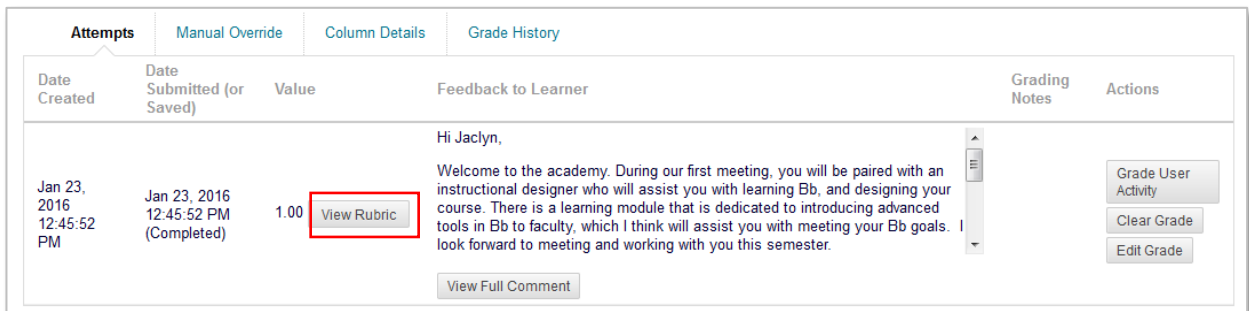 Attempts Manual Override Column Details Grade History
Date Created
Date Submitted (or Saved)
Value
Feedback to Learner
Grading Notes
Actions
Jan 23,
2016
12:45:52
PM
Jan 23, 2016
12:45:52 PM
(Completed)
1.00 View Rubric
Hi Jaclyn,
Welcome to the academy. During our first meeting, you will be paired with an
instructional designer who will assist you with learning Bb, and designing your
course. There is a learning module that is dedicated to introducing advanced
tools in Bb to faculty, which I think will assist you with meeting your Bb goals. I
look forward to meeting and working with you this semester.
View Full Comment
Grade User
Activity
Clear Grade
Edit Grade